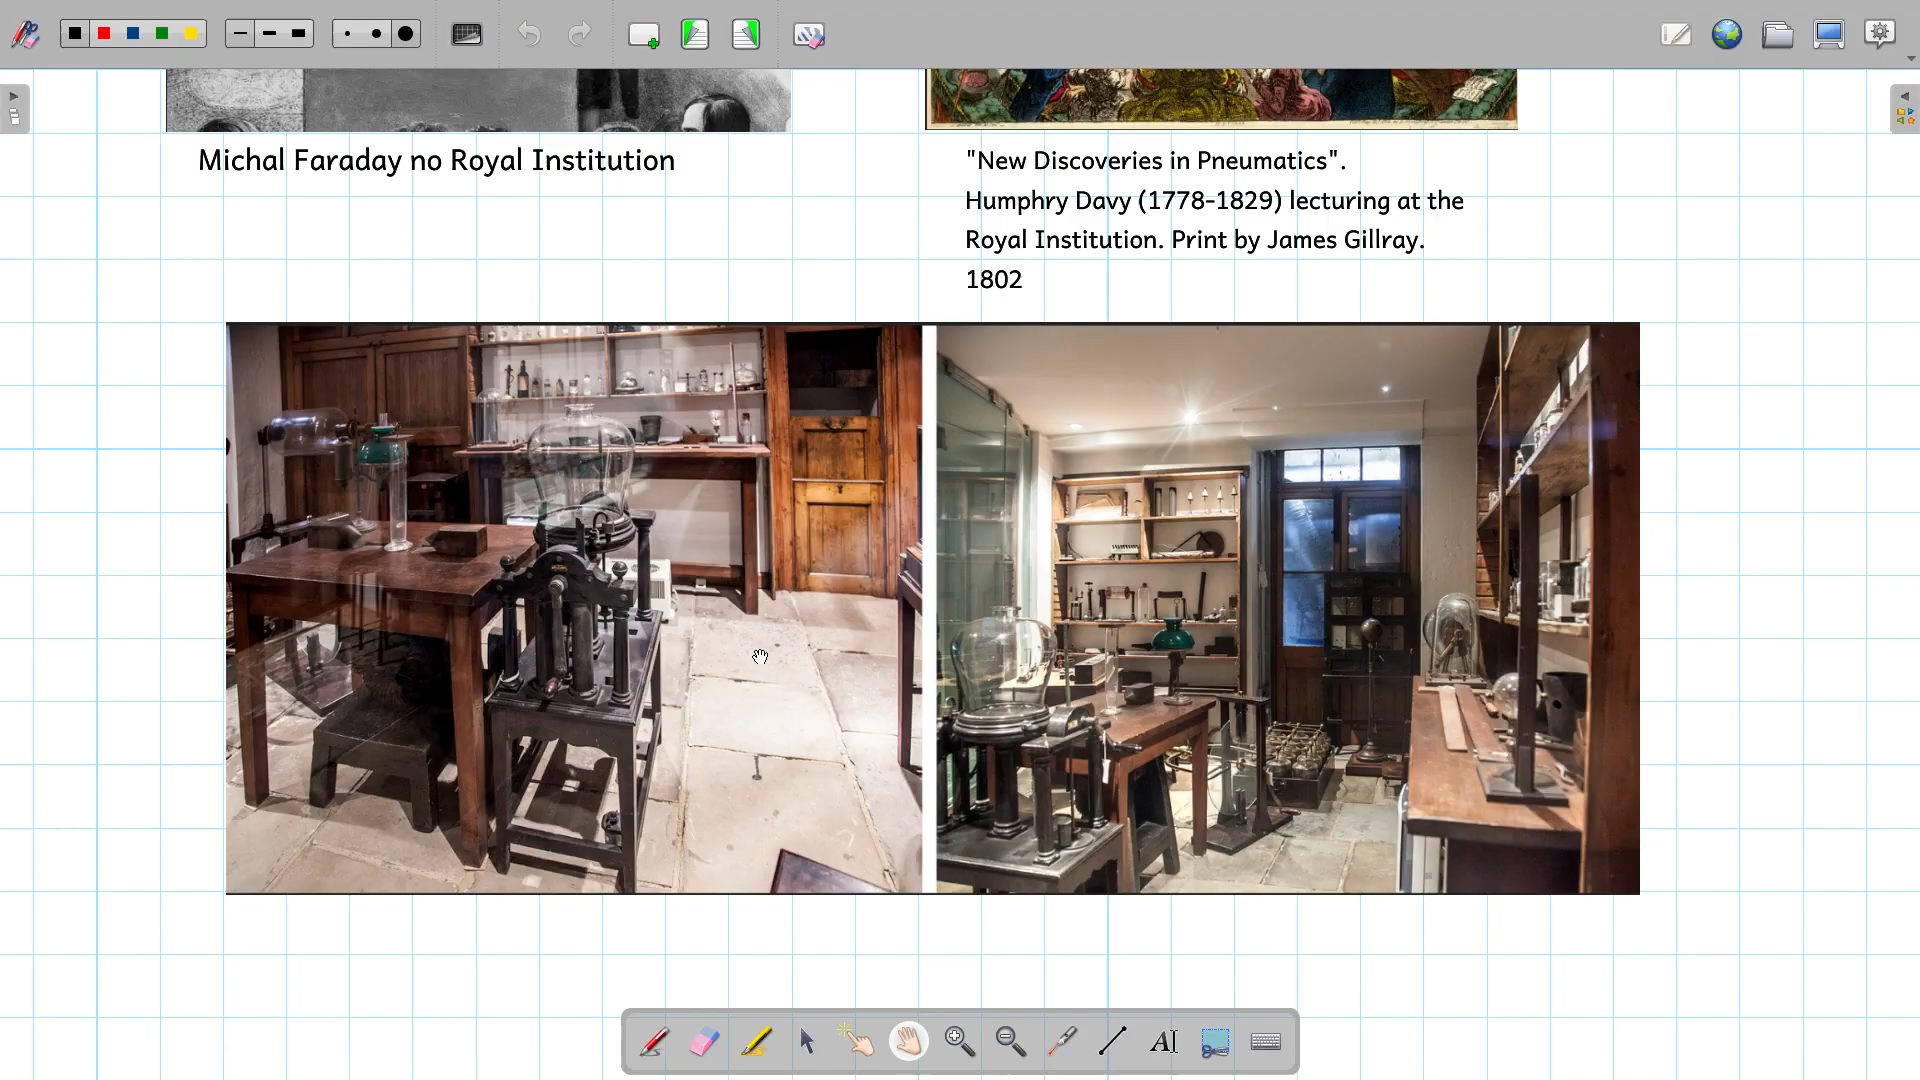 Michal Faraday no Royal Institution
"New Discoveries in Pneumatics".
Humphry Davy (1778-1829) lecturing at the
Royal Institution. Print by James Gillray.
1802